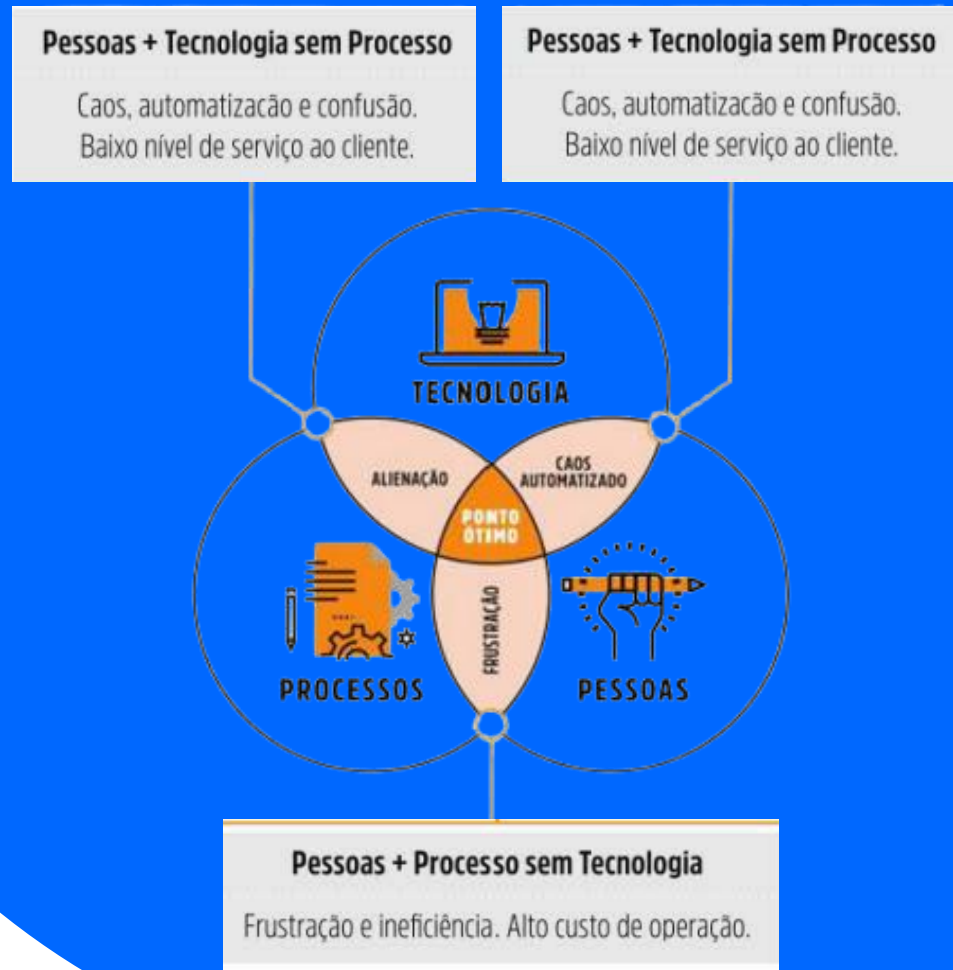 Pessoas + Tecnologia sem Processo
Caos, automatizacão e confusão.
Baixo nível de serviço ao cliente.
Pessoas + Tecnologia sem Processo
Caos, automatizacão e confusão.
Baixo nível de serviço ao cliente.
TECNOLOGIA
ALIENAÇÃO
CAOS
AUTOMATIZADO
PONTO
ÓTIMO
FRUSTRAÇÃO
PROCESSOS
PESSOAS
Pessoas + Processo sem Tecnologia
Frustração e ineficiência. Alto custo de operação.